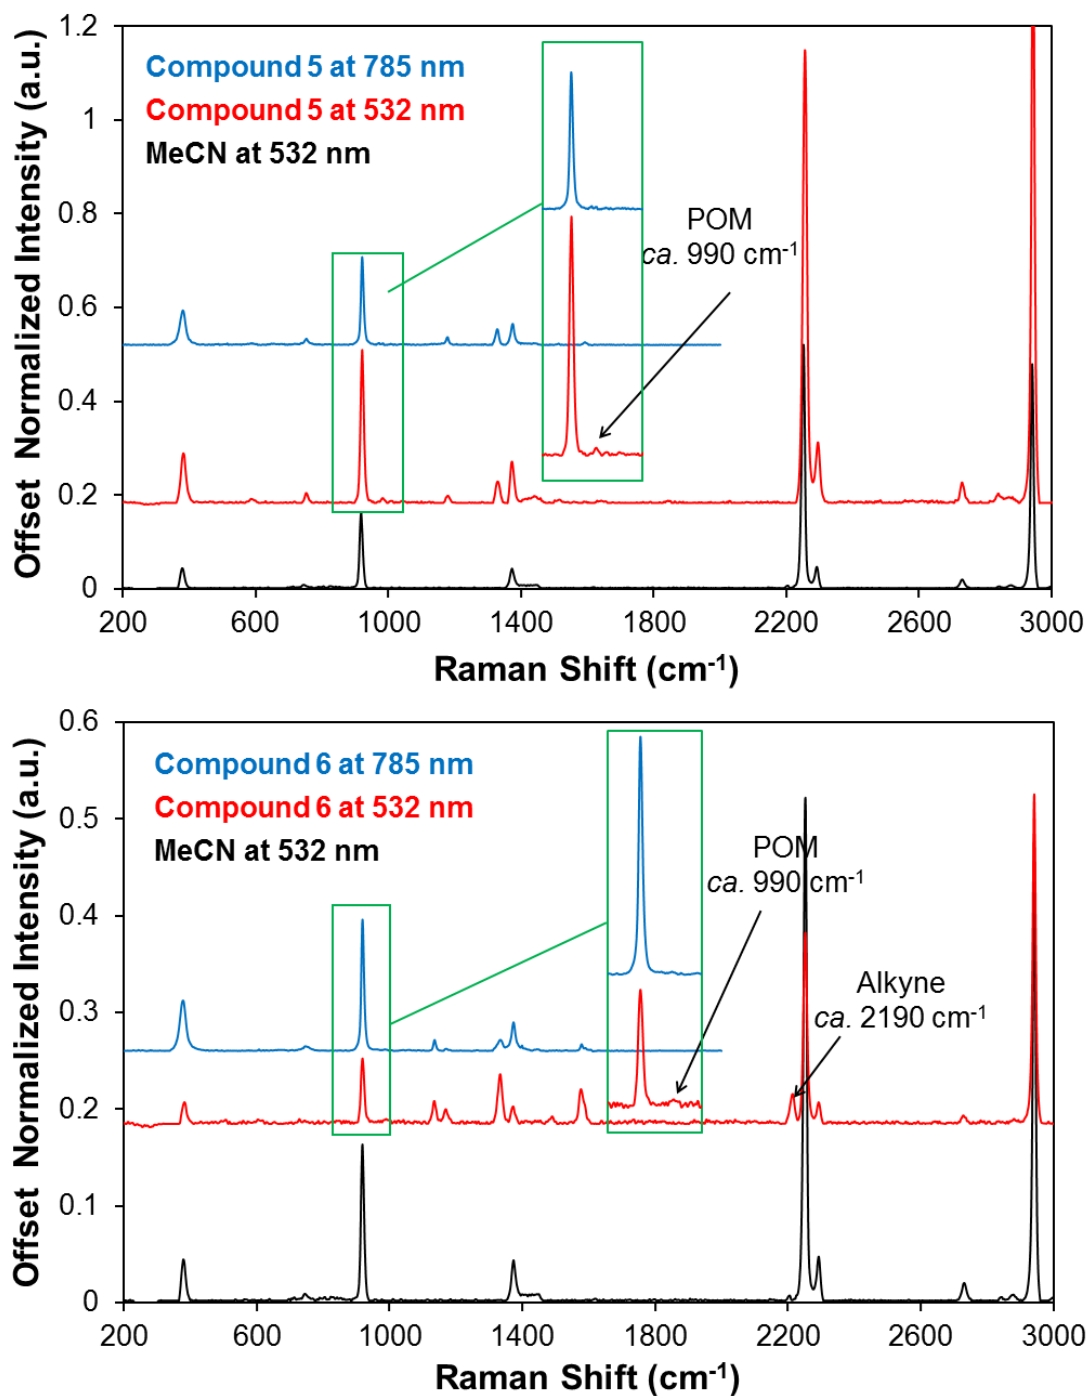 Offset Normalized Intensity (a.u.)
1.2
1
0.8
0.6
0.4
0.2
0
Compound 5 at 785 nm
Compound 5 at 532 nm
MeCN at 532 nm
POM
ca. 990 cm-1
200 600 1000 1400 1800 2200 2600 3000
Raman Shift (cm-1)
Offset Normalized Intensity (a.u.)
0.6
0.5
0.4
0.3
0.2
0.1
0
Compound 6 at 785 nm
Compound 6 at 532 nm
MeCN at 532 nm
POM
ca. 990 cm-1
Alkyne
ca. 2190 cm-1
200 600 1000 1400 1800 2200 2600 3000
Raman Shift (cm-1)